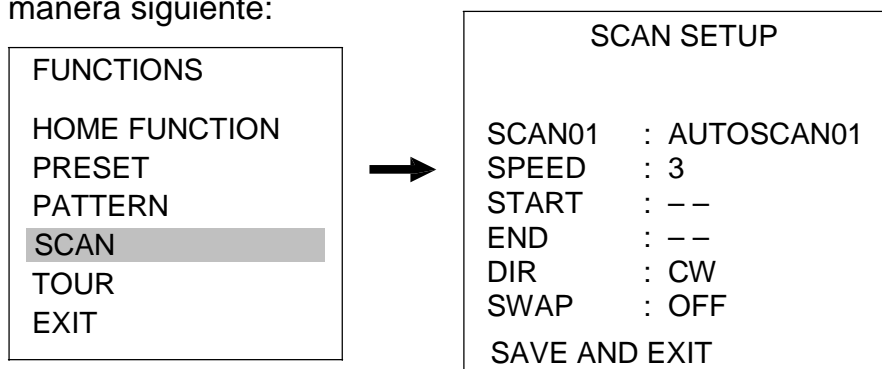 manera siguiente:
FUNCTIONS
HOME FUNCTION
PRESET
PATTERN
SCAN
TOUR
EXIT
SCAN SETUP
SCAN01 : AUTOSCAN01
SPEED : 3
START : – –
END : – –
DIR : CW
SWAP : OFF
SAVE AND EXIT